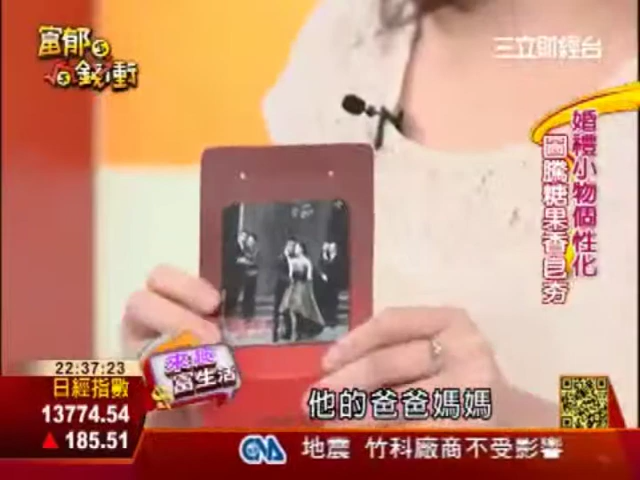 富郁的
向錢衝
三立財經台
婚禮小物個性化
圖騰糖果香皂夯
來趣
富生活
22:37:23
日經指數
13774.54
▲ 185.51
他的爸爸媽媽
CNA 地震 竹科廠商不受影響